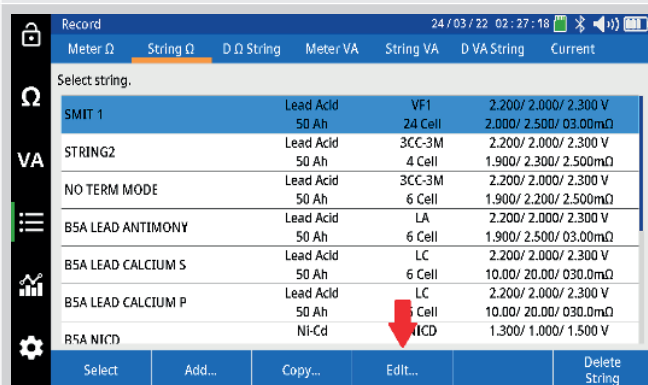 Record 24/03/22 02:27:18
Meter Ω String Ω D Ω String Meter VA String VA D VA String Current
Select string.
Ω
VA
SMIT 1 Lead Acid VF1 2.200/ 2.000/ 2.300 V
50 Ah 24 Cell 2.000/ 2.500/ 03.00mΩ
STRING2 Lead Acid 3CC-3M 2.200/ 2.000/ 2.300 V
50 Ah 4 Cell 1.900/ 2.300/ 2.500mΩ
NO TERM MODE Lead Acid 3CC-3M 2.200/ 2.000/ 2.300 V
50 Ah 6 Cell 1.900/ 2.200/ 2.500mΩ
B5A LEAD ANTIMONY Lead Acid LA 2.200/ 2.000/ 2.300 V
50 Ah 6 Cell 1.900/ 2.500/ 03.00mΩ
B5A LEAD CALCIUM S Lead Acid LC 2.200/ 2.000/ 2.300 V
50 Ah 6 Cell 10.00/ 20.00/ 030.0mΩ
B5A LEAD CALCIUM P Lead Acid LC 2.200/ 2.000/ 2.300 V
50 Ah Cell 10.00/ 20.00/ 030.0mΩ
B5A NICD Ni-Cd 1.300/ 1.000/ 1.500 V
Select Add... Copy... Edit... Delete
String